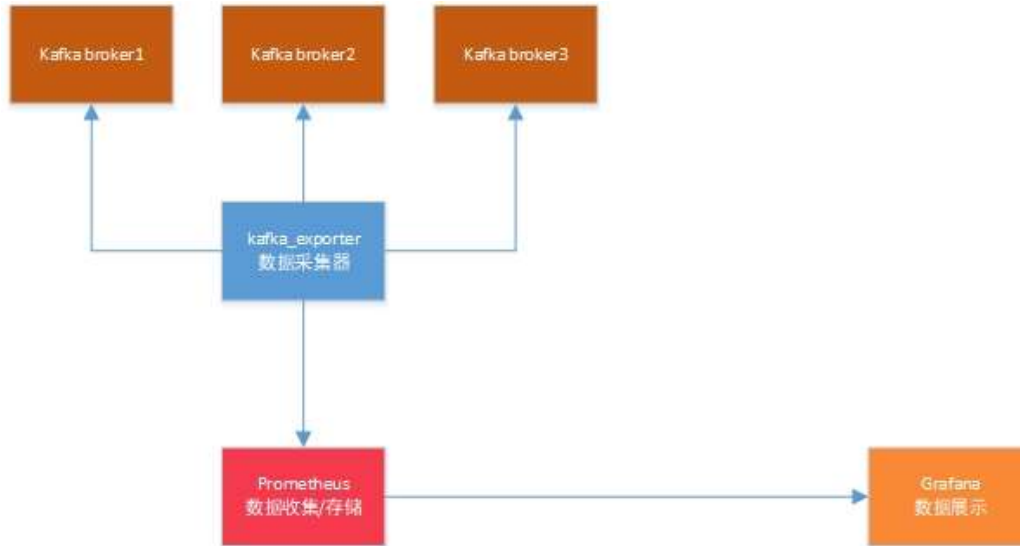 Kafka broker1
Kafka broker2
Kafka broker3
kafka_exporter
数据采集器
Prometheus
数据收集/存储
Grafana
数据展示